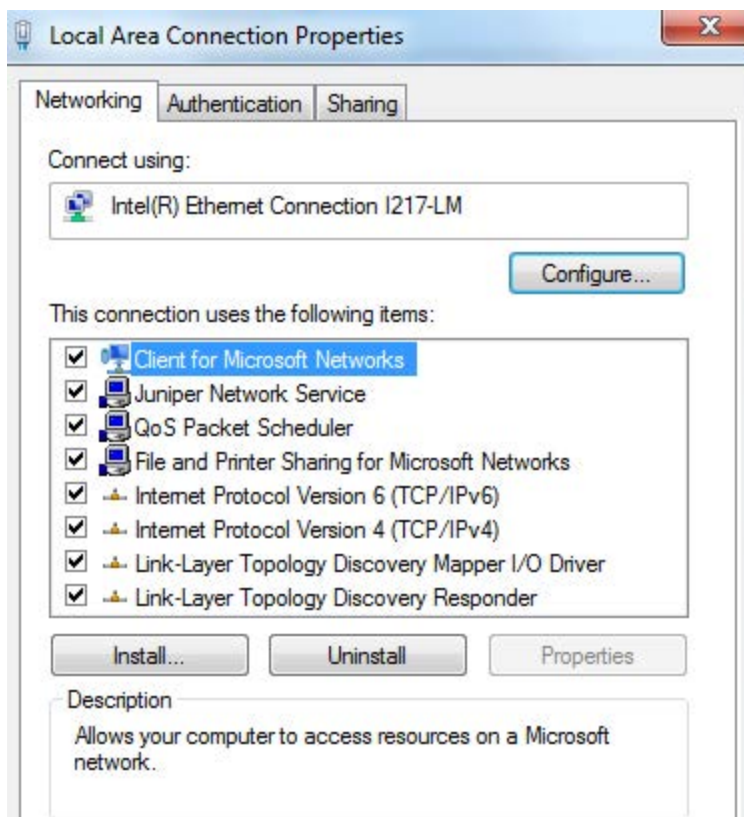 Local Area Connection Properties
Networking Authentication Sharing
Connect using:
Intel(R) Ethernet Connection I217-LM
Configure...
This connection uses the following items:
Client for Microsoft Networks
Juniper Network Service
QoS Packet Scheduler
File and Printer Sharing for Microsoft Networks
Internet Protocol Version 6 (TCP/IPv6)
Internet Protocol Version 4 (TCP/IPv4)
Link-Layer Topology Discovery Mapper I/O Driver
Link-Layer Topology Discovery Responder
Install... Uninstall Properties
Description
Allows your computer to access resources on a Microsoft
network.